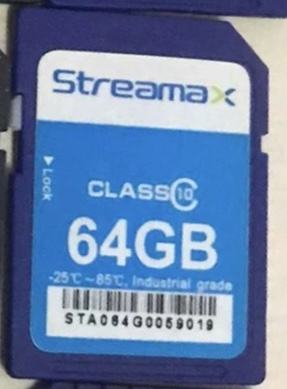 Streamax
▲Lock
CLASS 10
64GB
-25℃~85℃, Industrial grade
STA064G0059019